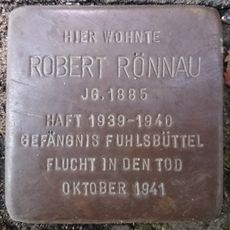 HIER WOHNTE
ROBERT RÖNNAU
JG. 1885
HAFT 1939-1940
GEFÄNGNIS FUHLSBÜTTEL
FLUCHT IN DEN TOD
OKTOBER 1941